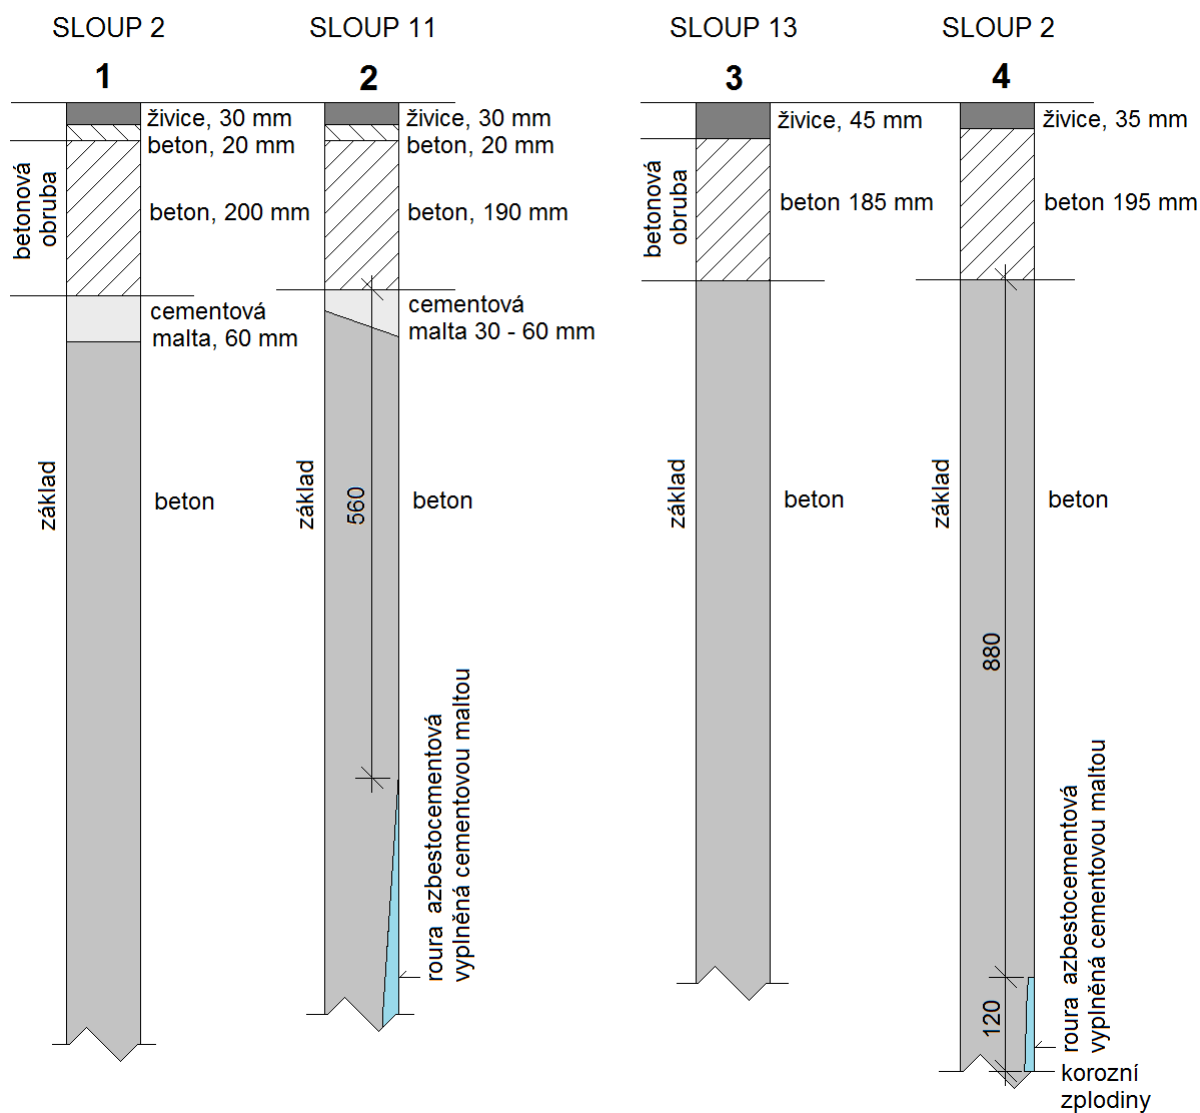 SLOUP 2
1
živice, 30 mm
beton, 20 mm
betonová
obruba
beton, 200 mm
cementová
malta, 60 mm
základ
beton
SLOUP 11
2
živice, 30 mm
beton, 20 mm
beton, 190 mm
cementová
malta 30 - 60 mm
základ
560
beton
roura azbestocementová
vyplněná cementovou maltou
SLOUP 13
3
živice, 45 mm
betonová
obruba
beton 185 mm
základ
beton
SLOUP 2
4
živice, 35 mm
beton 195 mm
základ
beton
880
roura azbestocementová
vyplněná cementovou maltou
120
korozní
zplodiny